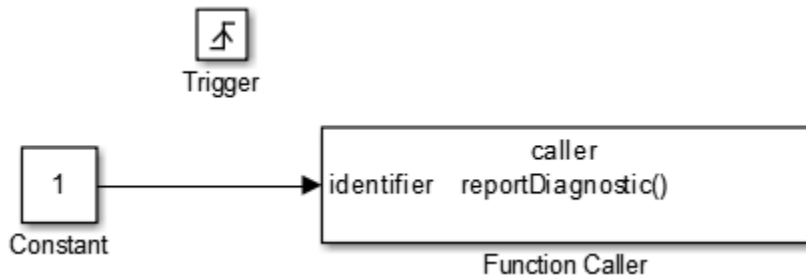 Trigger
caller
1
identifier reportDiagnostic()
Constant
Function Caller